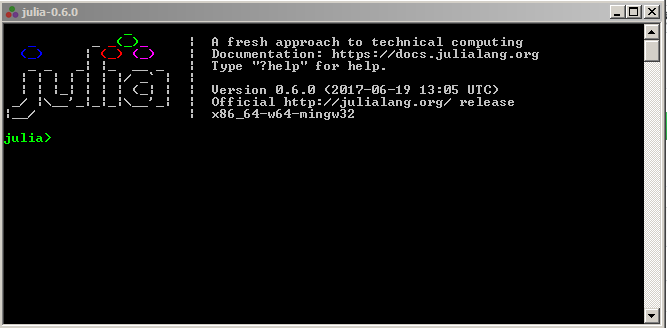 julia-0.6.0
A fresh approach to technical computing
Documentation: https://docs.julialang.org
Type "?help" for help.
julia
Version 0.6.0 (2017-06-19 13:05 UTC)
Official http://julialang.org/ release
x86_64-w64-mingw32
julia>